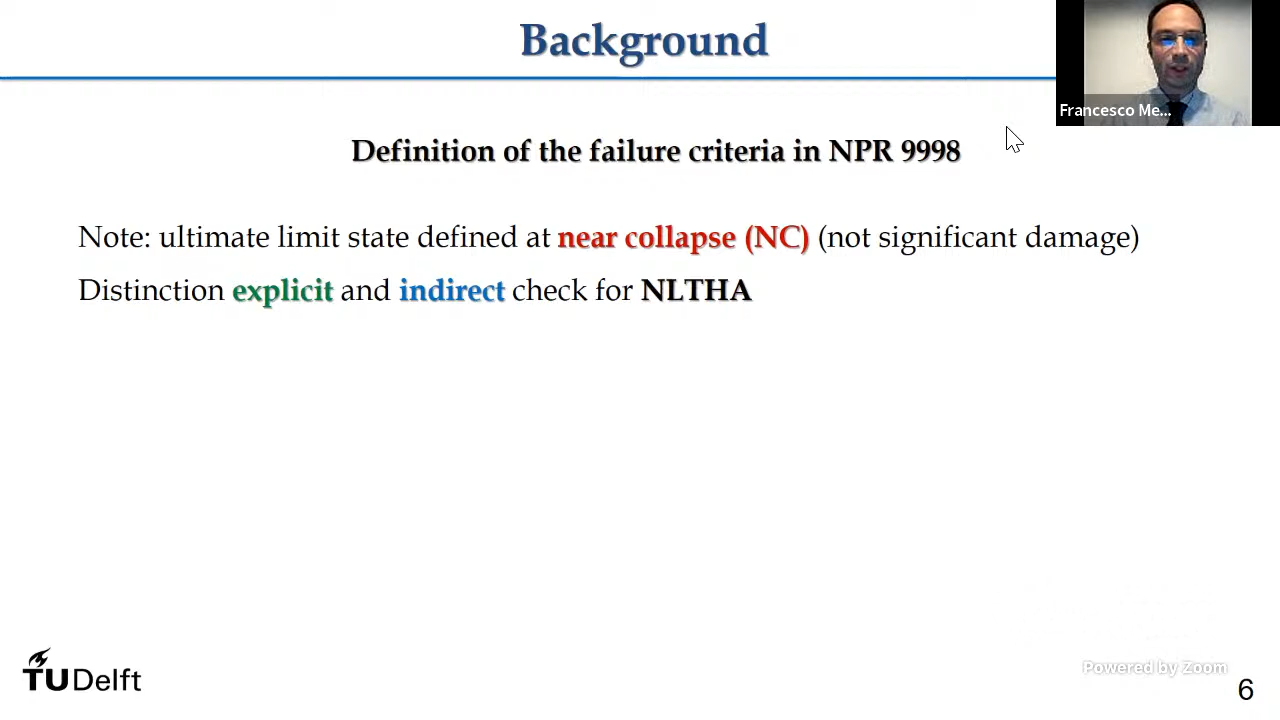 Background
Francesco Me...
Definition of the failure criteria in NPR 9998
Note: ultimate limit state defined at near collapse (NC) (not significant damage)
Distinction explicit and indirect check for NLTHA
TUDelft
Powered by Zoom
6